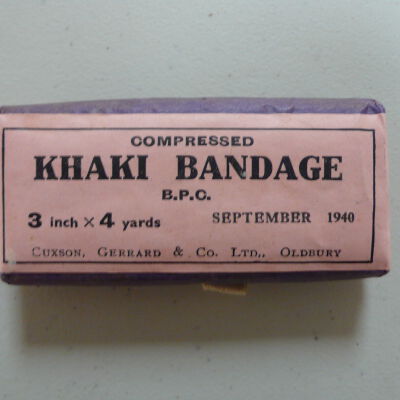 COMPRESSED
KHAKI BANDAGE
B.P.C.
3 inch × 4 yards SEPTEMBER 1940
CUXSON, GERRARD & CO. LTD., OLDBURY